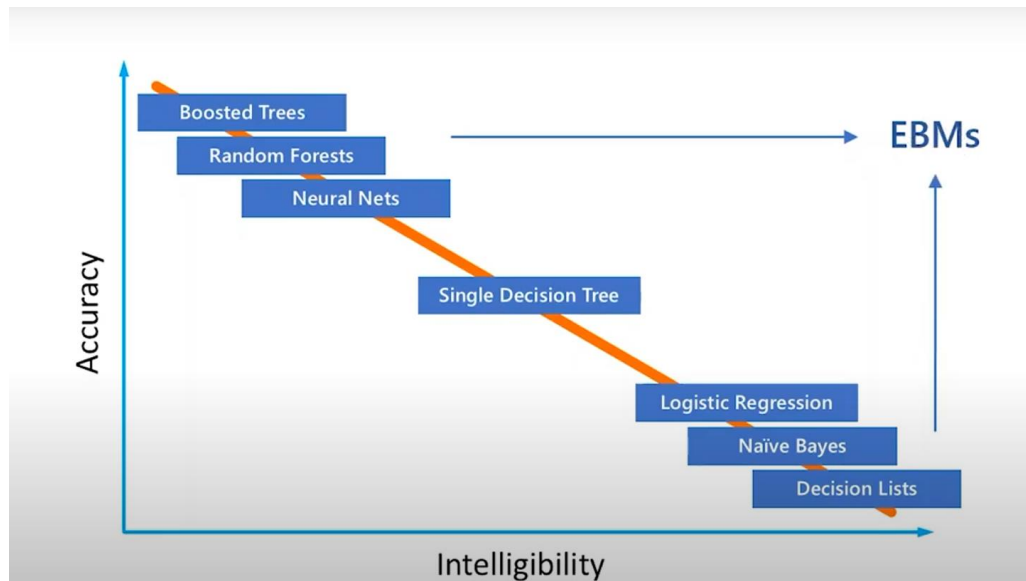 Boosted Trees
EBMs
Random Forests
Neural Nets
Single Decision Tree
Accuracy
Logistic Regression
Naïve Bayes
Decision Lists
Intelligibility